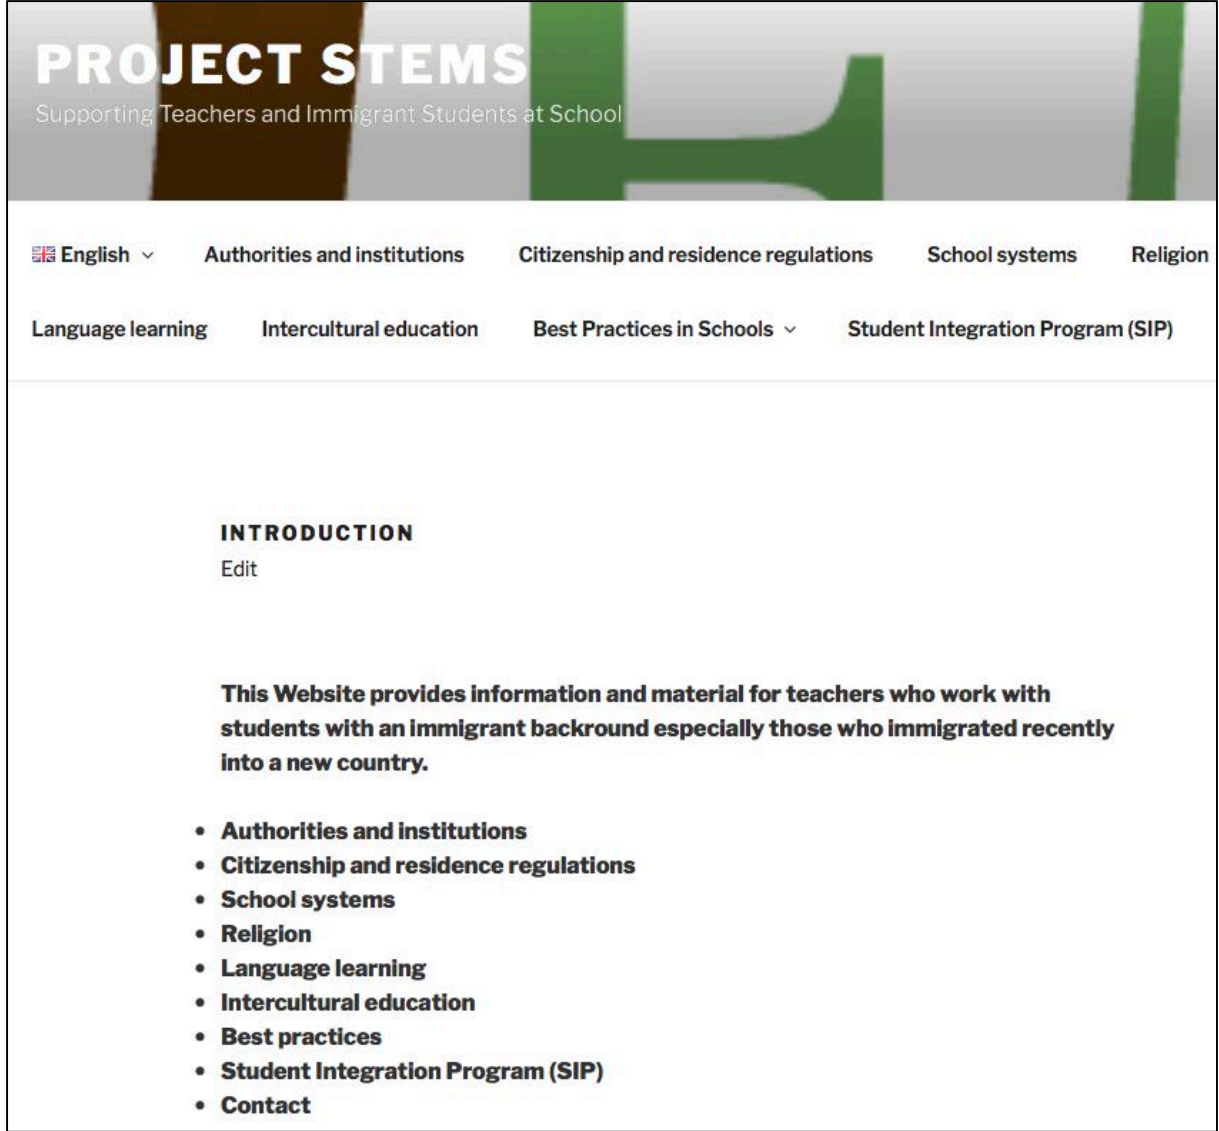 PROJECT STEMS
Supporting Teachers and Immigrant Students at School
English
Authorities and institutions
Citizenship and residence regulations
School systems
Religion
Language learning
Intercultural education
Best Practices in Schools
Student Integration Program (SIP)
INTRODUCTION
Edit
This Website provides information and material for teachers who work with
students with an immigrant backround especially those who immigrated recently
into a new country.
• Authorities and institutions
• Citizenship and residence regulations
• School systems
• Religion
• Language learning
• Intercultural education
• Best practices
• Student Integration Program (SIP)
• Contact